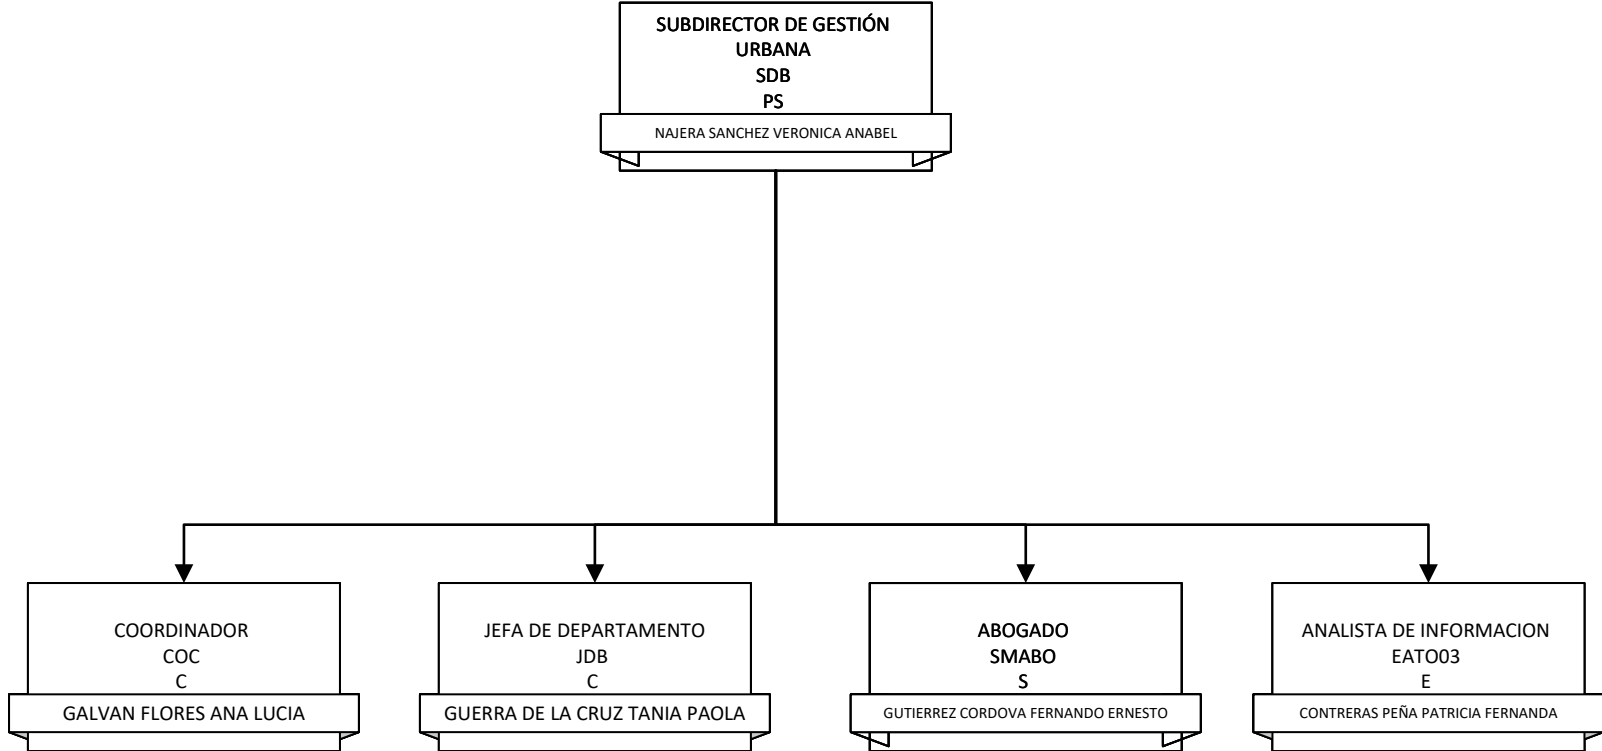 SUBDIRECTOR DE GESTIÓN
URBANA
SDB
PS
NAJERA SANCHEZ VERONICA ANABEL
COORDINADOR
COC
C
GALVAN FLORES ANA LUCIA
JEFA DE DEPARTAMENTO
JDB
C
GUERRA DE LA CRUZ TANIA PAOLA
ABOGADO
SMABO
S
GUTIERREZ CORDOVA FERNANDO ERNESTO
ANALISTA DE INFORMACION
EATO03
E
CONTRERAS PEÑA PATRICIA FERNANDA